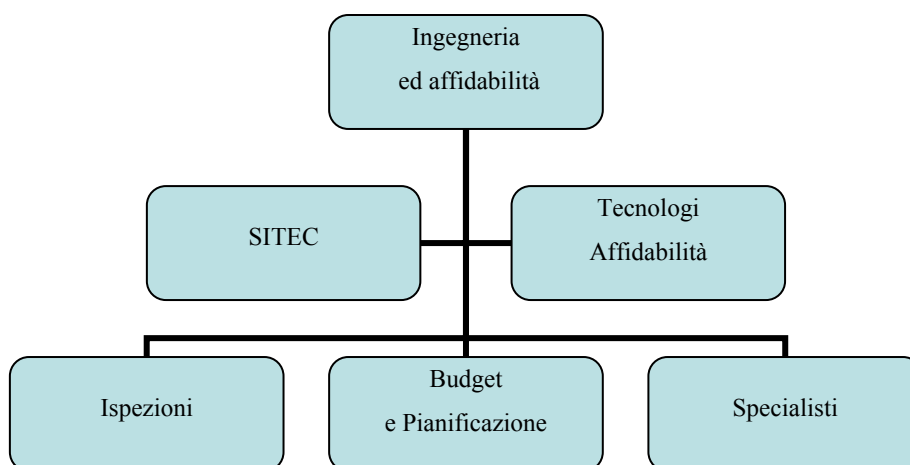 Ingegneria
ed affidabilità
SITEC
Tecnologi
Affidabilità
Ispezioni
Budget
e Pianificazione
Specialisti